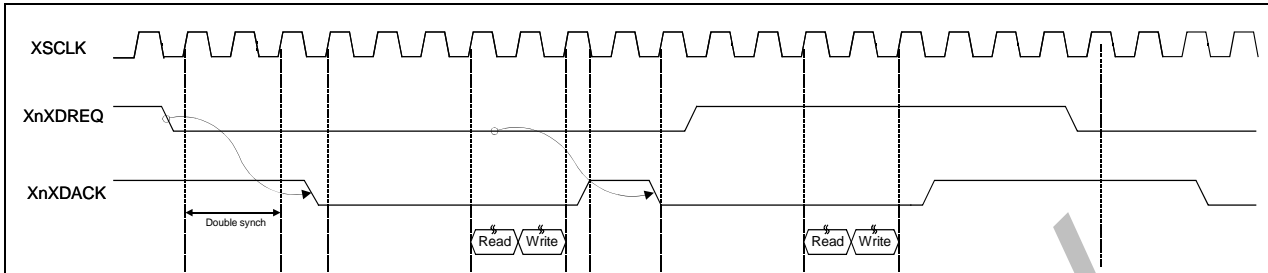 XSCLK
XnXDREQ
XnXDACK
Double synch
Read Write Read Write